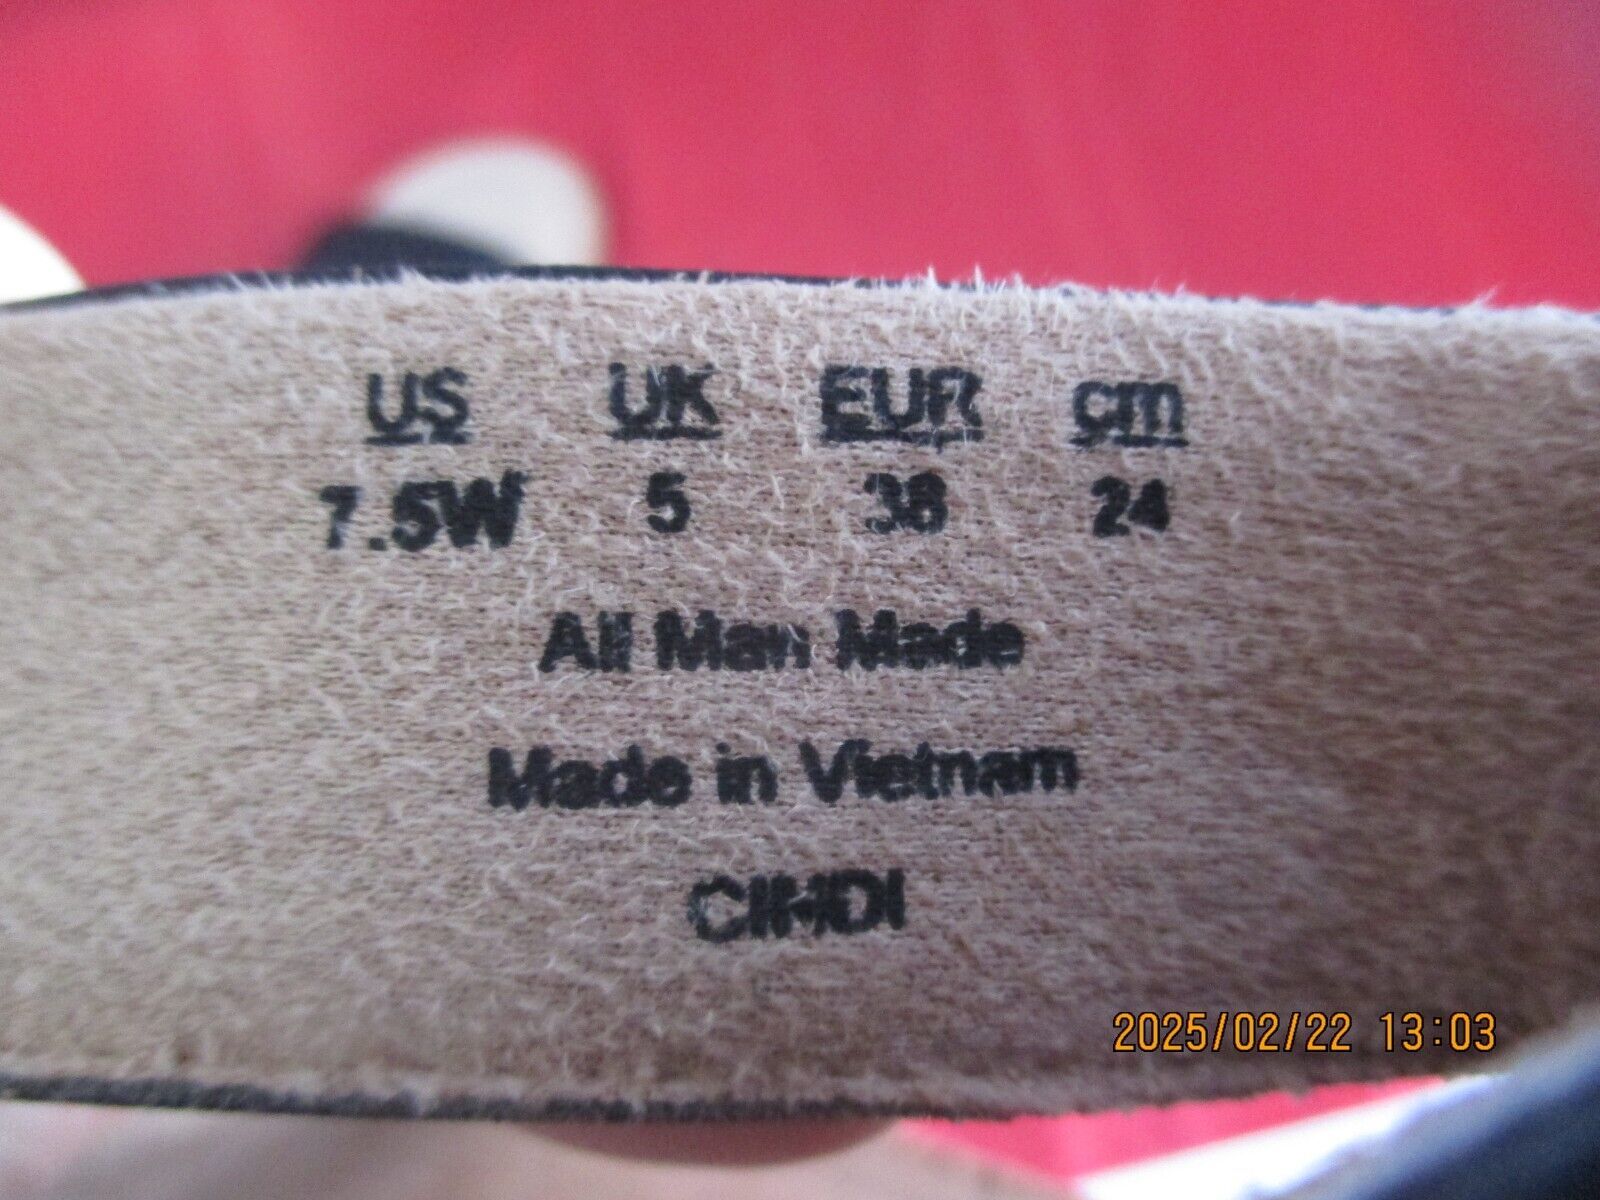 US UK EUR cm
7.5W 5 38 24
All Man Made
Made in Vietnam
CINDI
2025/02/22 13:03